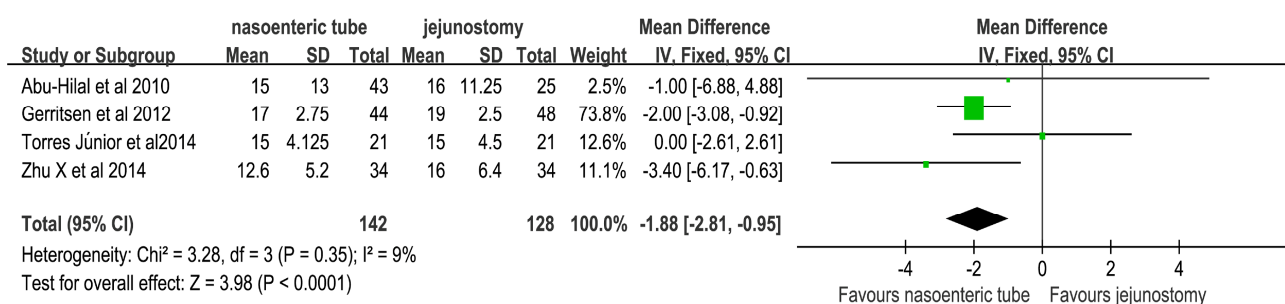 nasoenteric tube jejunostomy Mean Difference Mean Difference
Study or Subgroup Mean SD Total Mean SD Total Weight IV, Fixed, 95% CI IV, Fixed, 95% CI
Abu-Hilal et al 2010 15 13 43 16 11.25 25 2.5% -1.00 [-6.88, 4.88]
Gerritsen et al 2012 17 2.75 44 19 2.5 48 73.8% -2.00 [-3.08, -0.92]
Torres Júnior et al2014 15 4.125 21 15 4.5 21 12.6% 0.00 [-2.61, 2.61]
Zhu X et al 2014 12.6 5.2 34 16 6.4 34 11.1% -3.40 [-6.17, -0.63]
Total (95% CI) 142 128 100.0% -1.88 [-2.81, -0.95]
Heterogeneity: Chi² = 3.28, df = 3 (P = 0.35); I² = 9%
Test for overall effect: Z = 3.98 (P < 0.0001)
-4 -2 0 2 4
Favours nasoenteric tube Favours jejunostomy